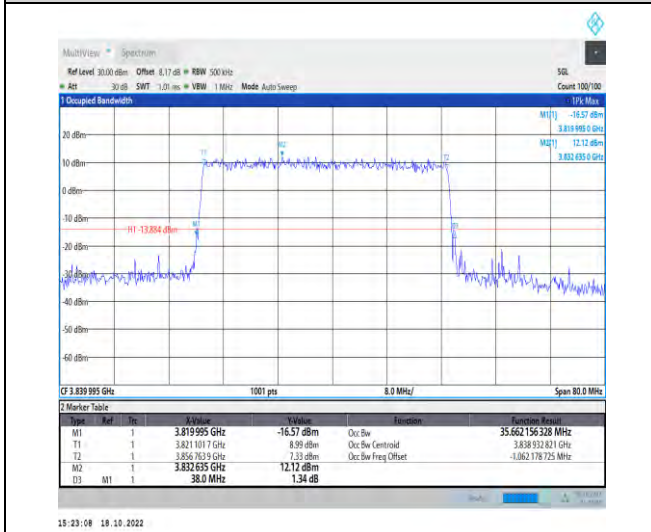 MultiView Spectrum
Ref Level 30.00 dBm Offset 8.17 dB RBW 500 kHz SGL
Att 30 dB SWT 1.01 ms VBW 1 MHz Mode Auto Sweep Count 100/100
1 Occupied Bandwidth 1Pk Max
M1[1] -16.57 dBm
3.819 995 0 GHz
M2[1] 12.12 dBm
3.832 635 0 GHz
20 dBm
M2
T1
T2
10 dBm
0 dBm
-10 dBm
H1 -13.884 dBm
M1
D3
-30 dBm
-40 dBm
-50 dBm
-60 dBm
CF 3.839 995 GHz 1001 pts 8.0 MHz/ Span 80.0 MHz
2 Marker Table
Type Ref Trc X-Value Y-Value Function Function Result
M1 1 3.819995 GHz -16.57 dBm Occ Bw 35.662 156 328 MHz
T1 1 3.821 101 7 GHz 8.99 dBm Occ Bw Centroid 3.838 932 821 GHz
T2 1 3.856 763 9 GHz 7.33 dBm Occ Bw Freq Offset -1.062 178 725 MHz
M2 1 3.832 635 GHz 12.12 dBm
D3 M1 1 38.0 MHz 1.34 dB
15:23:08 18.10.2022